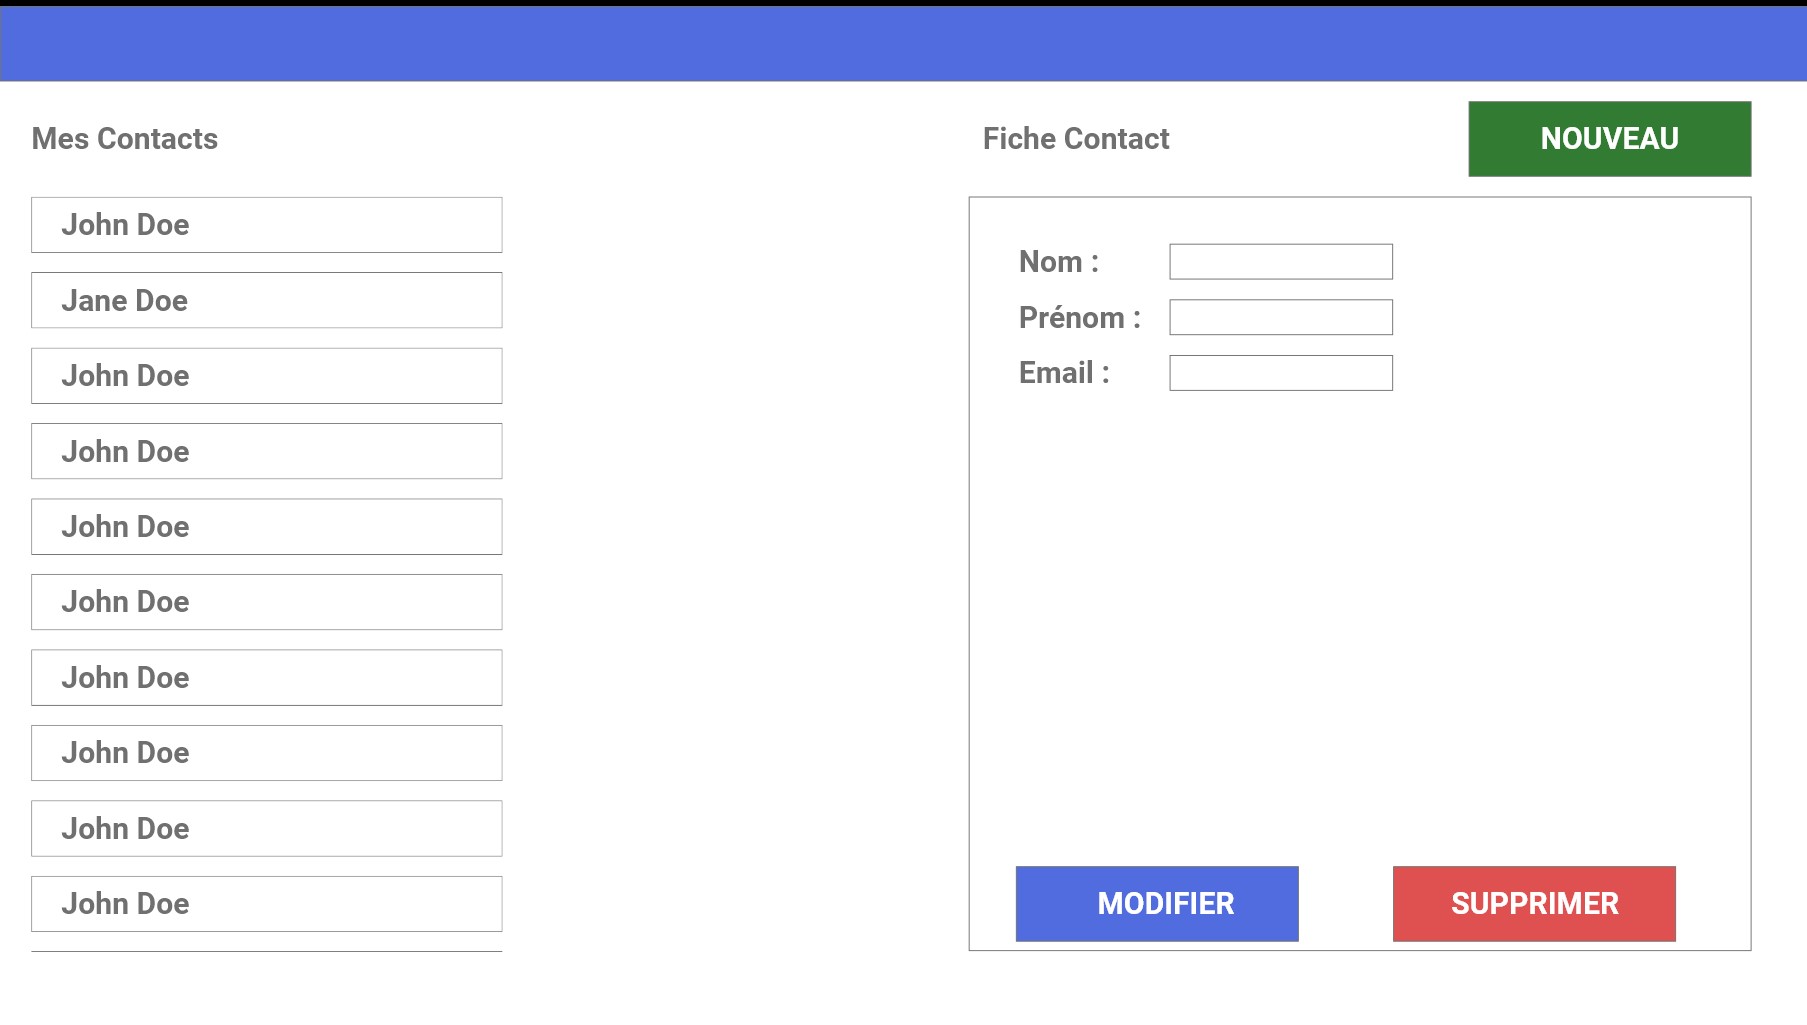 Mes Contacts
John Doe
Jane Doe
John Doe
John Doe
John Doe
John Doe
John Doe
John Doe
John Doe
John Doe
Fiche Contact
NOUVEAU
Nom :
Prénom :
Email :
MODIFIER
SUPPRIMER